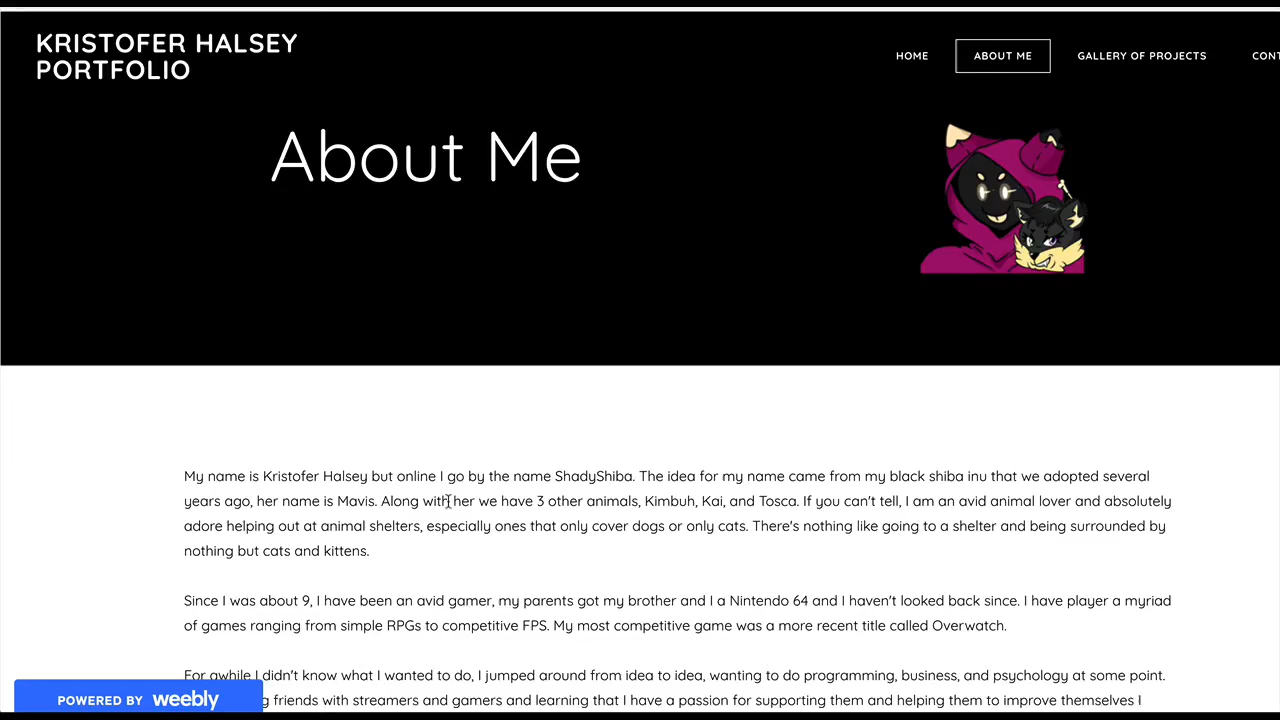 KRISTOFER HALSEY
PORTFOLIO
HOME
ABOUT ME
GALLERY OF PROJECTS
CONT
About Me
My name is Kristofer Halsey but online I go by the name ShadyShiba. The idea for my name came from my black shiba inu that we adopted several
years ago, her name is Mavis. Along with her we have 3 other animals, Kimbuh, Kai, and Tosca. If you can't tell, I am an avid animal lover and absolutely
adore helping out at animal shelters, especially ones that only cover dogs or only cats. There's nothing like going to a shelter and being surrounded by
nothing but cats and kittens.
Since I was about 9, I have been an avid gamer, my parents got my brother and I a Nintendo 64 and I haven't looked back since. I have player a myriad
of games ranging from simple RPGs to competitive FPS. My most competitive game was a more recent title called Overwatch.
For awhile I didn't know what I wanted to do, I jumped around from idea to idea, wanting to do programming, business, and psychology at some point.
friends with streamers and gamers and learning that I have a passion for supporting them and helping them to improve themselves I
POWERED BY weebly